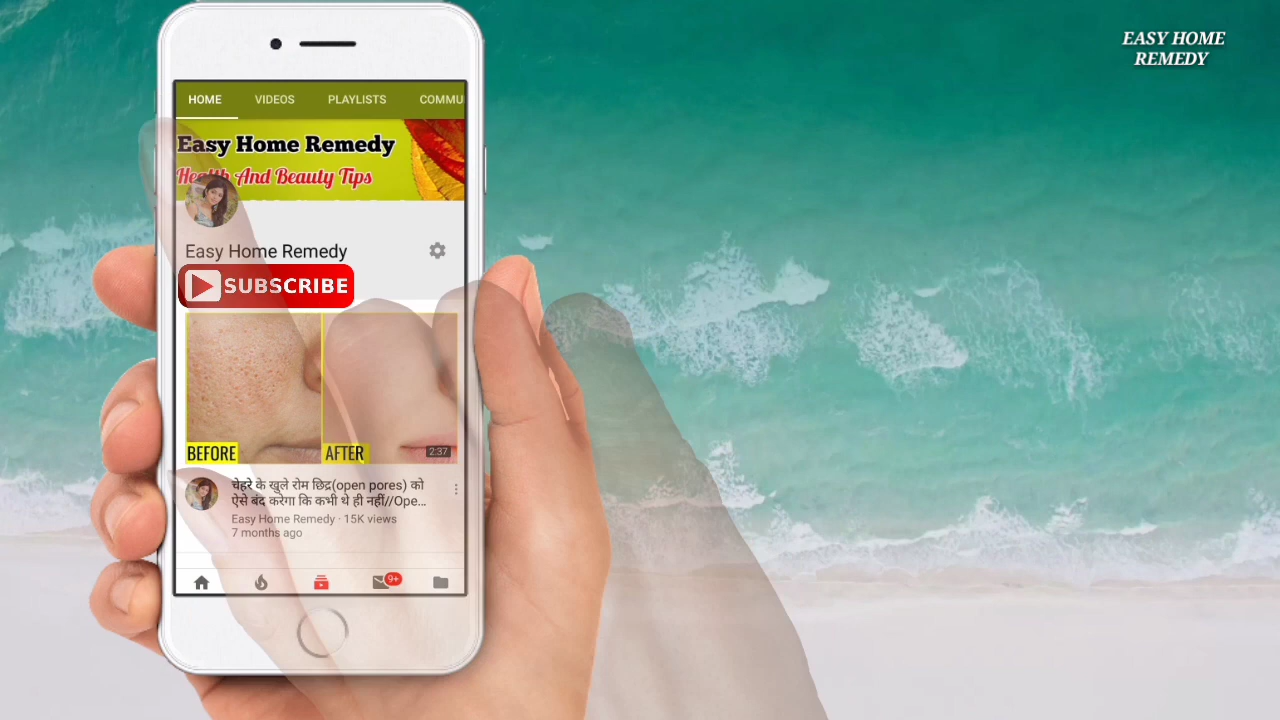 EASY HOME
REMEDY
HOME VIDEOS PLAYLISTS COMMU
Easy Home Remedy
Health And Beauty Tips
Easy Home Remedy
SUBSCRIBE
BEFORE AFTER 2:37
चेहरे के खुले रोम छिद्र(open pores) को
ऐसे बंद करेगा कि कभी थे ही नहीं//Ope...
Easy Home Remedy · 15K views
7 months ago
9+